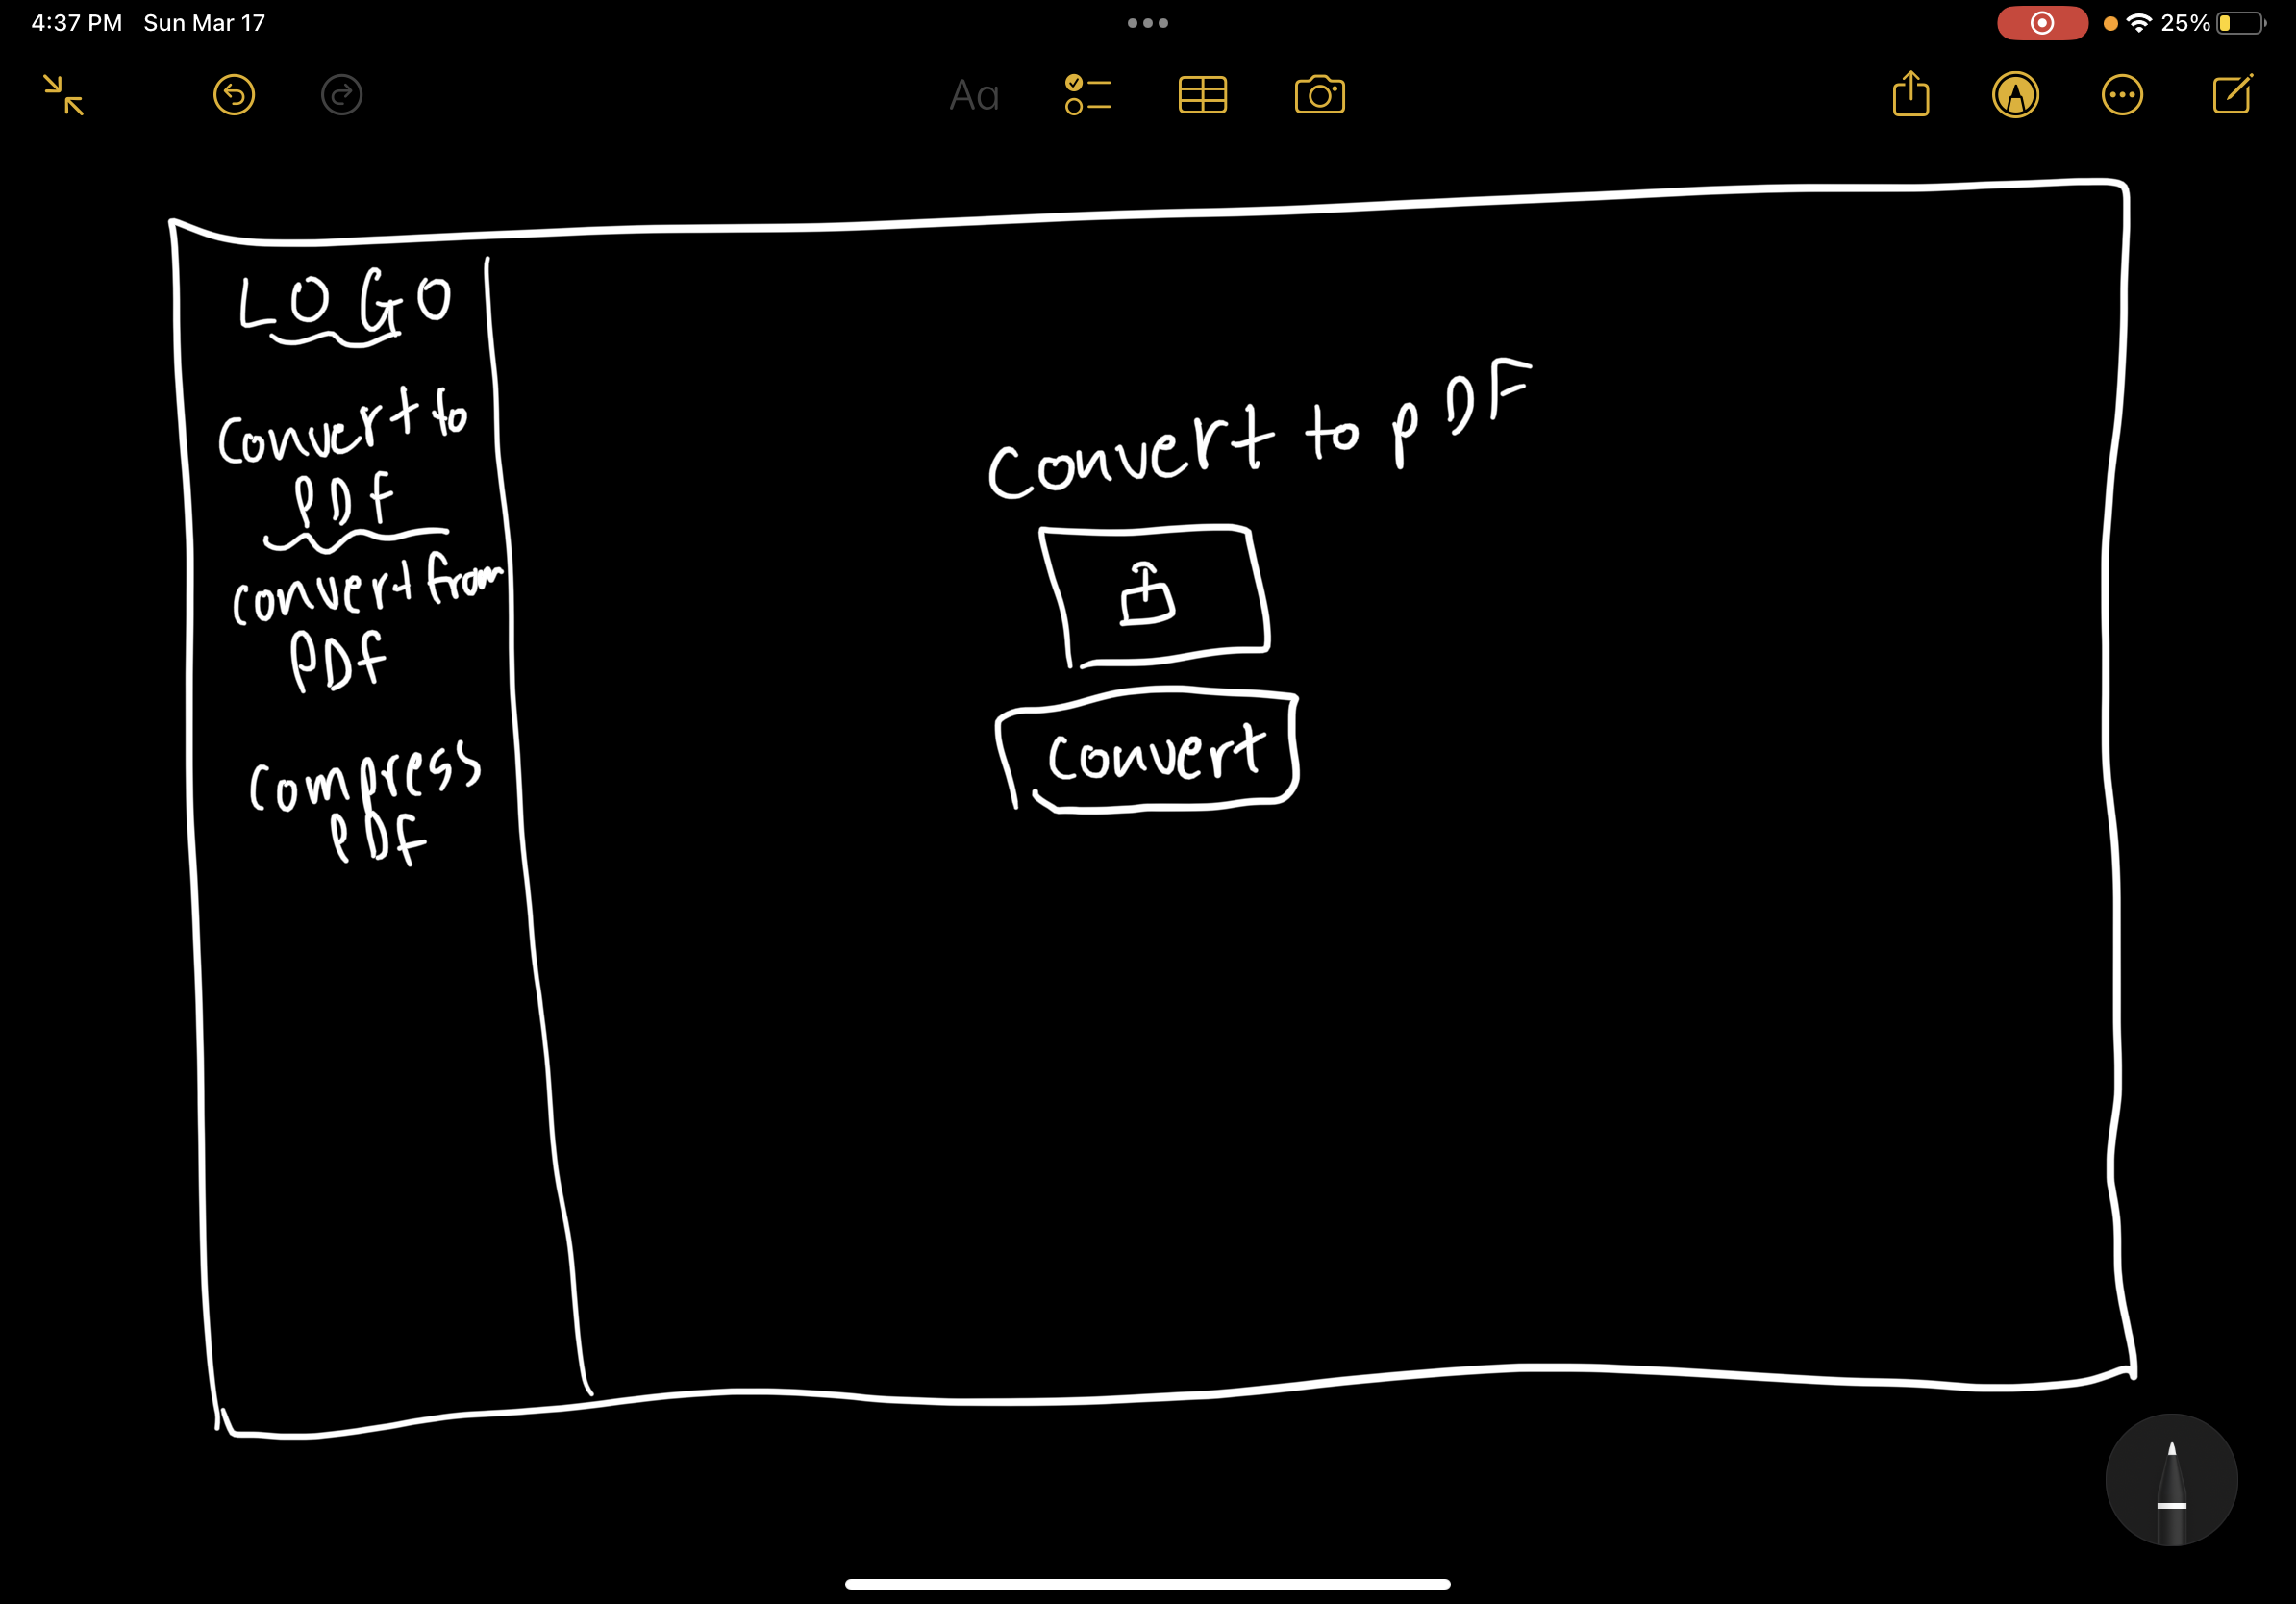 4:37 PM Sun Mar 17
25%
Aa
LOGO
Convert to
PDf
convert from
PDf
Compress
PDf
Convert to pDF
Convert